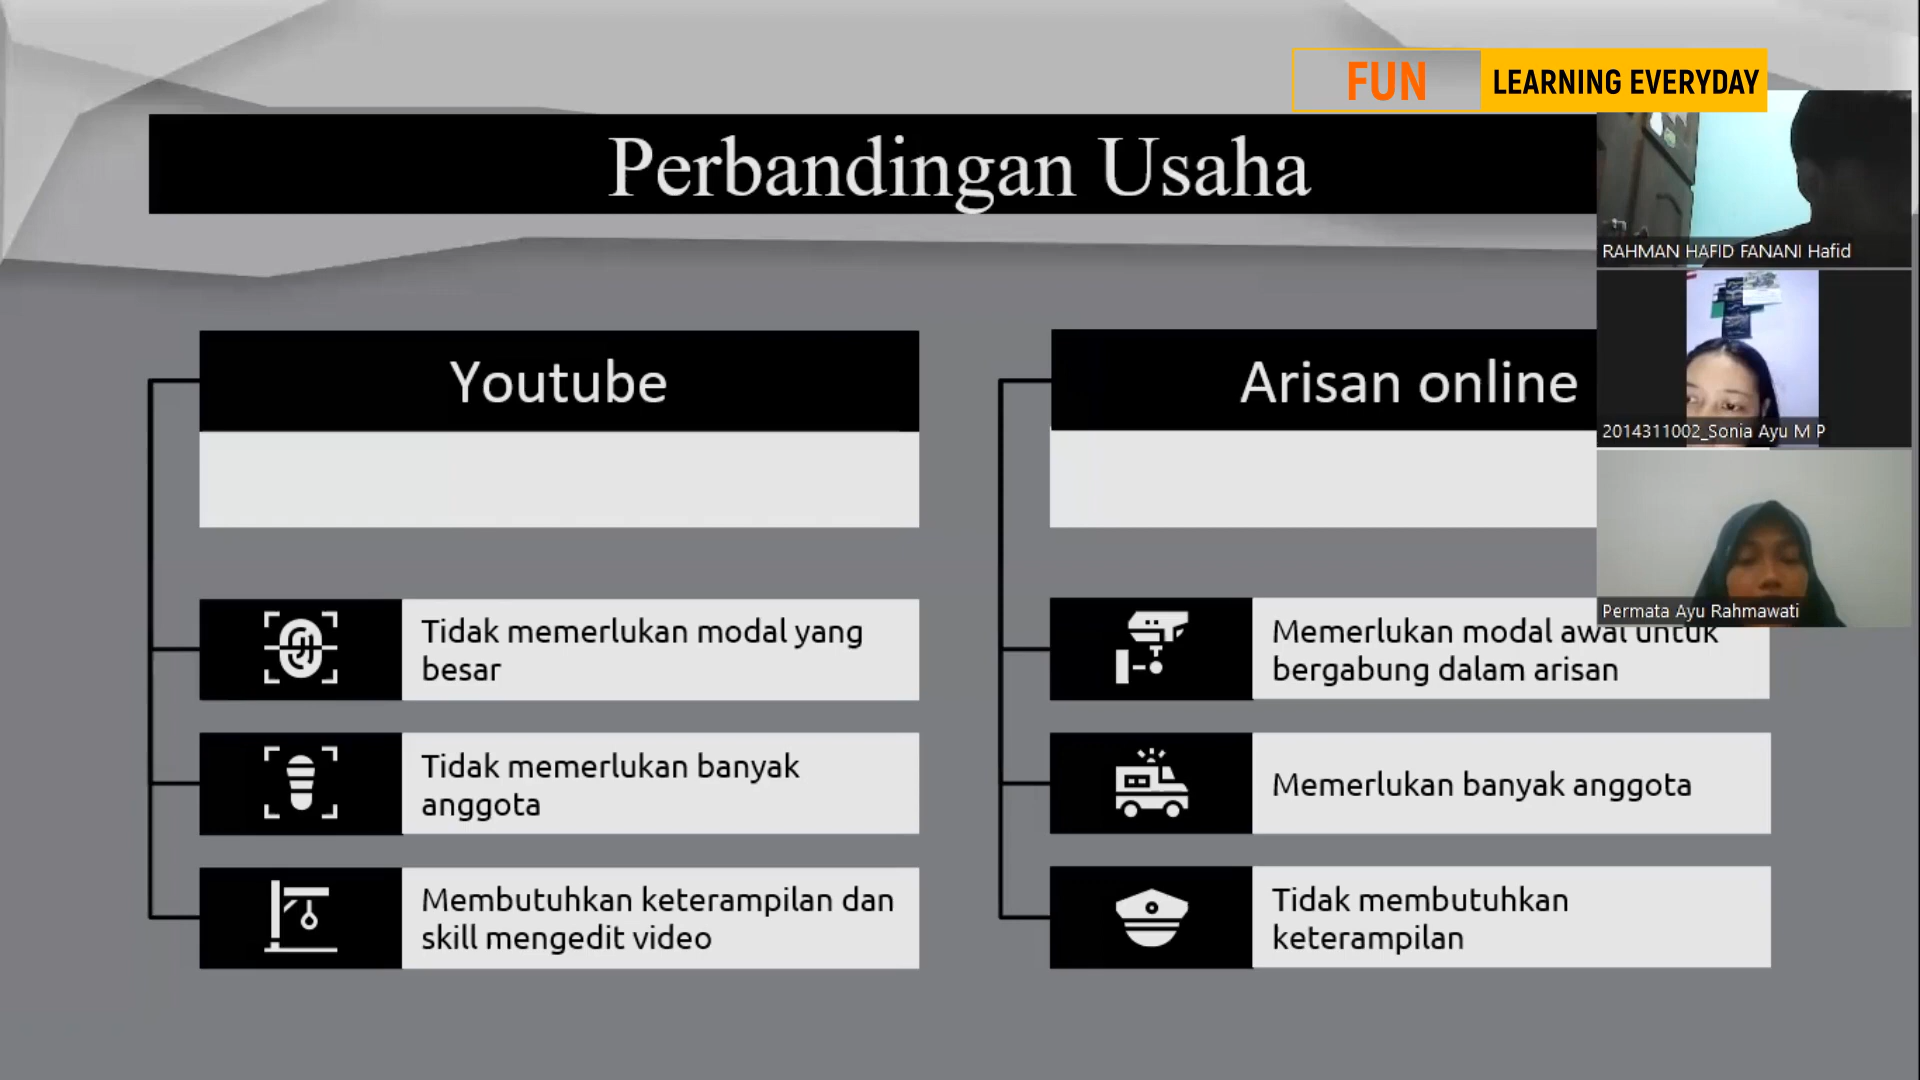 FUN LEARNING EVERYDAY
Perbandingan Usaha
RAHMAN HAFID FANANI Hafid
2014311002_Sonia Ayu M P
Permata Ayu Rahmawati
Youtube
Tidak memerlukan modal yang
besar
Tidak memerlukan banyak
anggota
Membutuhkan keterampilan dan
skill mengedit video
Arisan online
Memerlukan modal awal untuk
bergabung dalam arisan
Memerlukan banyak anggota
Tidak membutuhkan
keterampilan